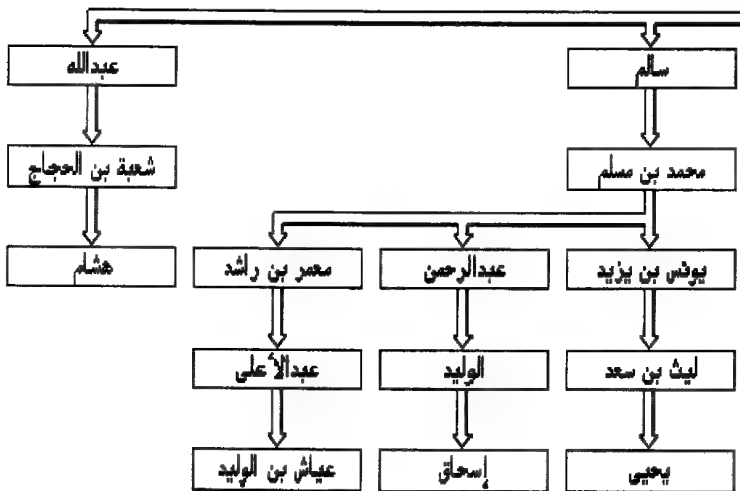 سالم
عبدالله
محمد بن مسلم
شعبة بن الحجاج
يونس بن يزيد
عبدالرحمن
معمر بن راشد
هشام
ليث بن سعد
الوليد
عبدالأعلى
يحيى
إسحاق
عياش بن الوليد